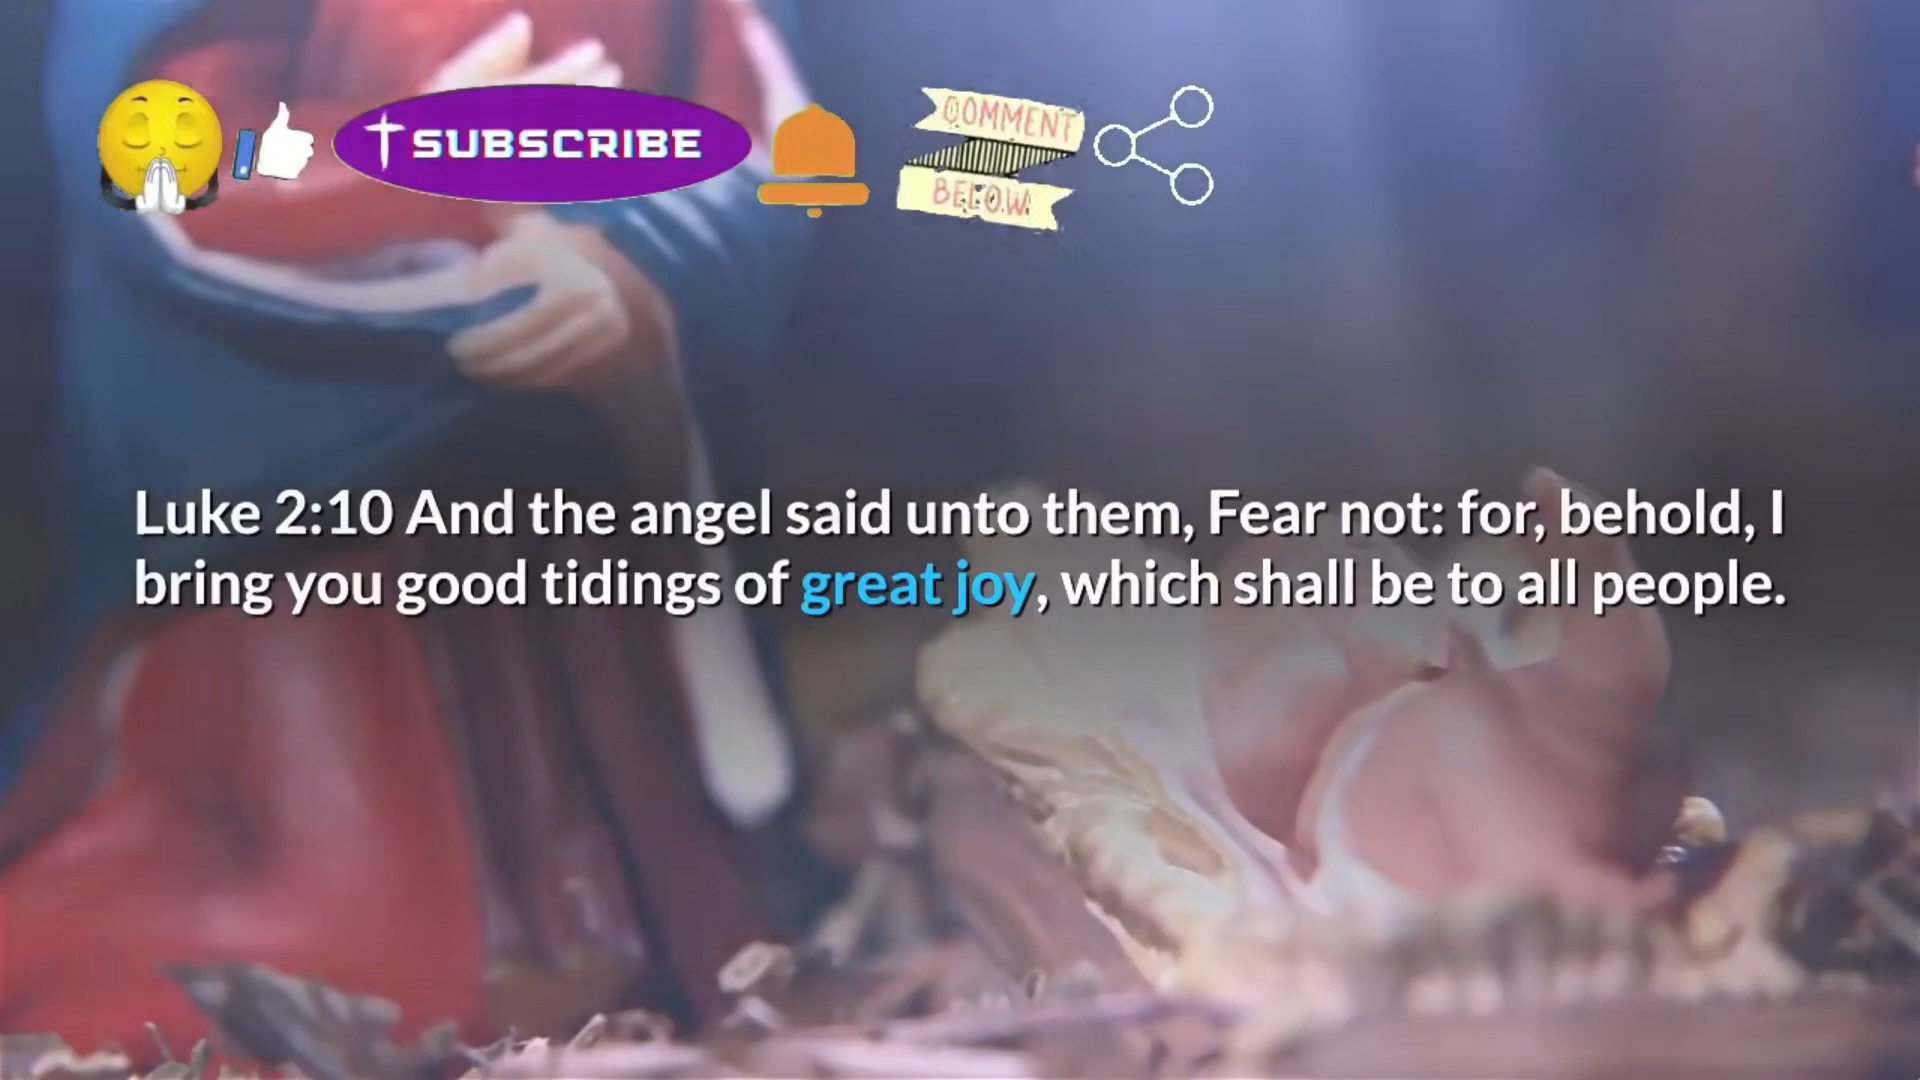 SUBSCRIBE
COMMENT
BELOW
Luke 2:10 And the angel said unto them, Fear not: for, behold, I
bring you good tidings of great joy, which shall be to all people.